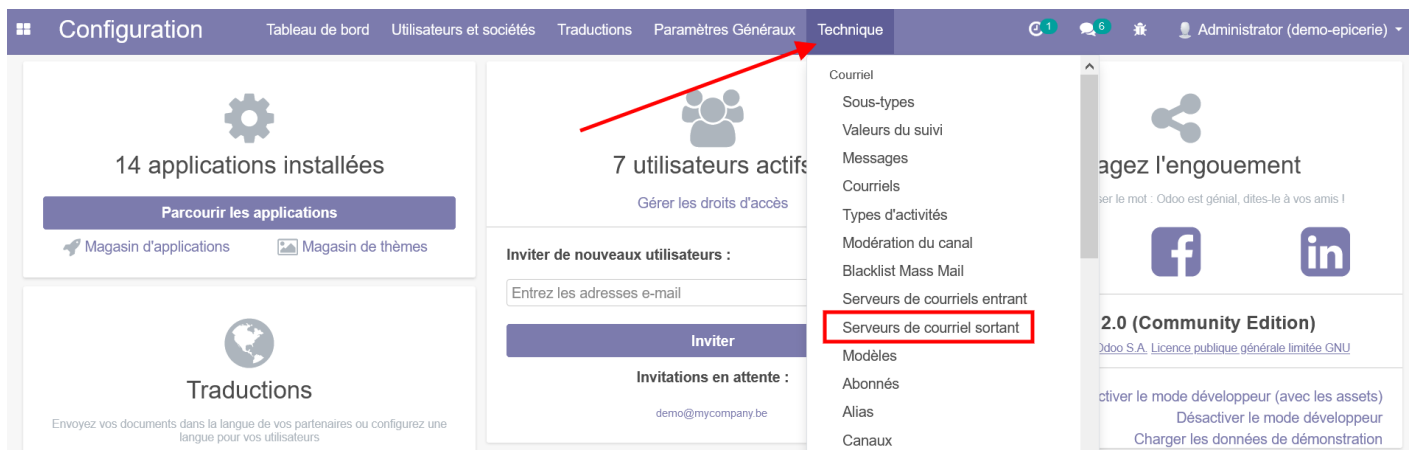 Configuration
Tableau de bord
Utilisateurs et sociétés
Traductions
Paramètres Généraux
Technique
1
6
Administrator (demo-epicerie)
14 applications installées
Parcourir les applications
Magasin d'applications
Magasin de thèmes
Traductions
Envoyez vos documents dans la langue de vos partenaires ou configurez une
langue pour vos utilisateurs
7 utilisateurs actifs
Gérer les droits d'accès
Inviter de nouveaux utilisateurs :
Entrez les adresses e-mail
Inviter
Invitations en attente :
demo@mycompany.be
Courriel
Sous-types
Valeurs du suivi
Messages
Courriels
Types d'activités
Modération du canal
Blacklist Mass Mail
Serveurs de courriels entrant
Serveurs de courriel sortant
Modèles
Abonnés
Alias
Canaux
agez l'engouement
ser le mot : Odoo est génial, dites-le à vos amis !
f
in
2.0 (Community Edition)
Odoo S.A. Licence publique générale limitée GNU
ctiver le mode développeur (avec les assets)
Désactiver le mode développeur
Charger les données de démonstration